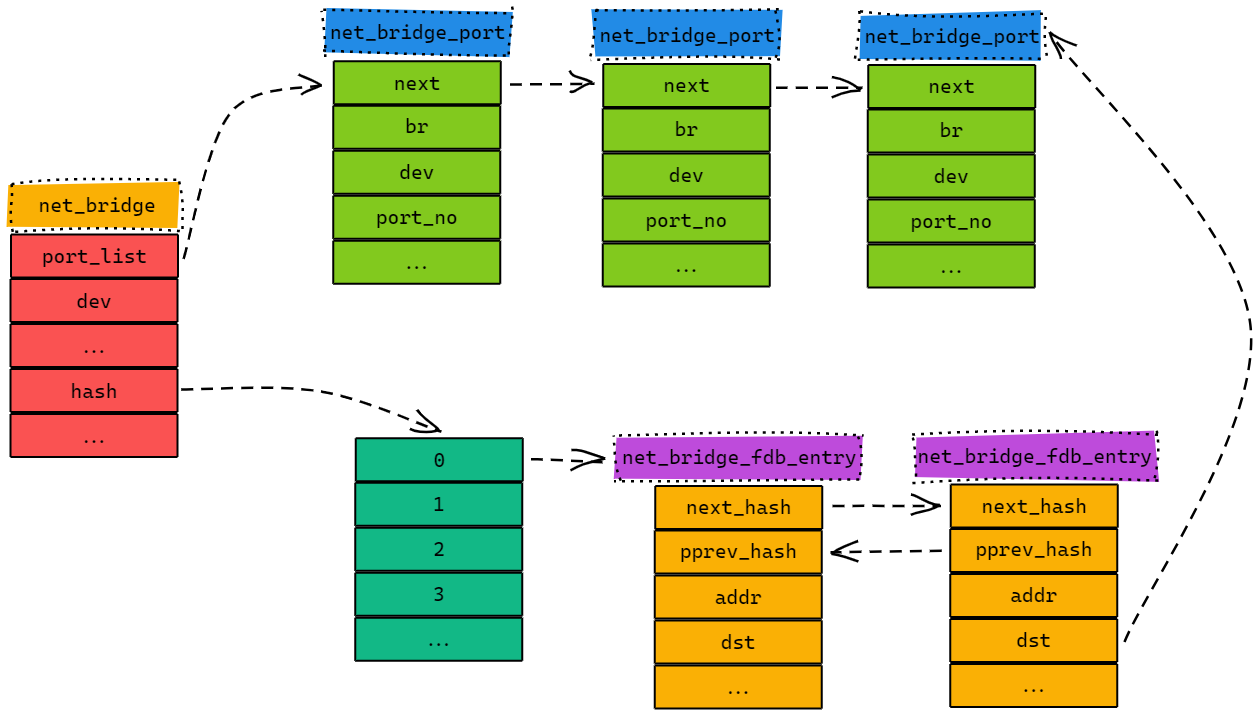 net_bridge_port
next
br
dev
port_no
...
net_bridge_port
next
br
dev
port_no
...
net_bridge_port
next
br
dev
port_no
...
net_bridge
port_list
dev
...
hash
...
0
1
2
3
...
net_bridge_fdb_entry
next_hash
pprev_hash
addr
dst
...
net_bridge_fdb_entry
next_hash
pprev_hash
addr
dst
...